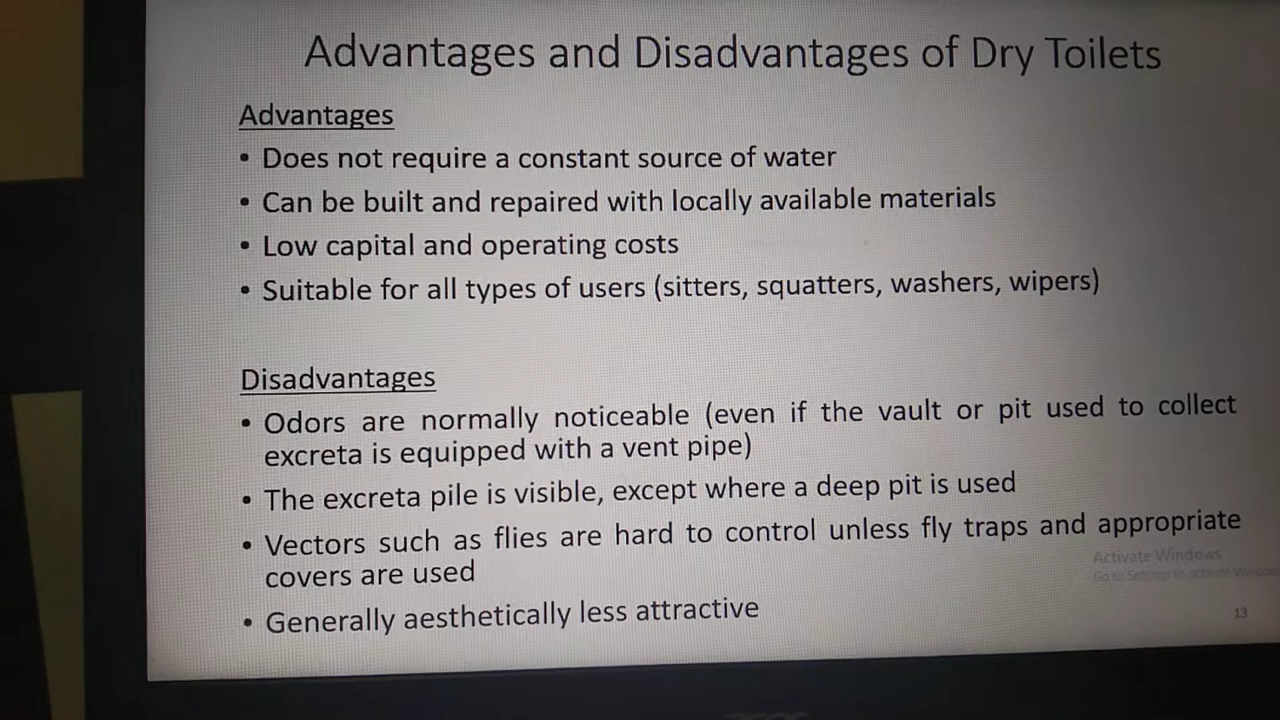 Advantages and Disadvantages of Dry Toilets
Advantages
• Does not require a constant source of water
• Can be built and repaired with locally available materials
• Low capital and operating costs
• Suitable for all types of users (sitters, squatters, washers, wipers)
Disadvantages
• Odors are normally noticeable (even if the vault or pit used to collect
excreta is equipped with a vent pipe)
• The excreta pile is visible, except where a deep pit is used
• Vectors such as flies are hard to control unless fly traps and appropriate
covers are used
Activate Windows
Go to Settings to activate Windows
• Generally aesthetically less attractive
13